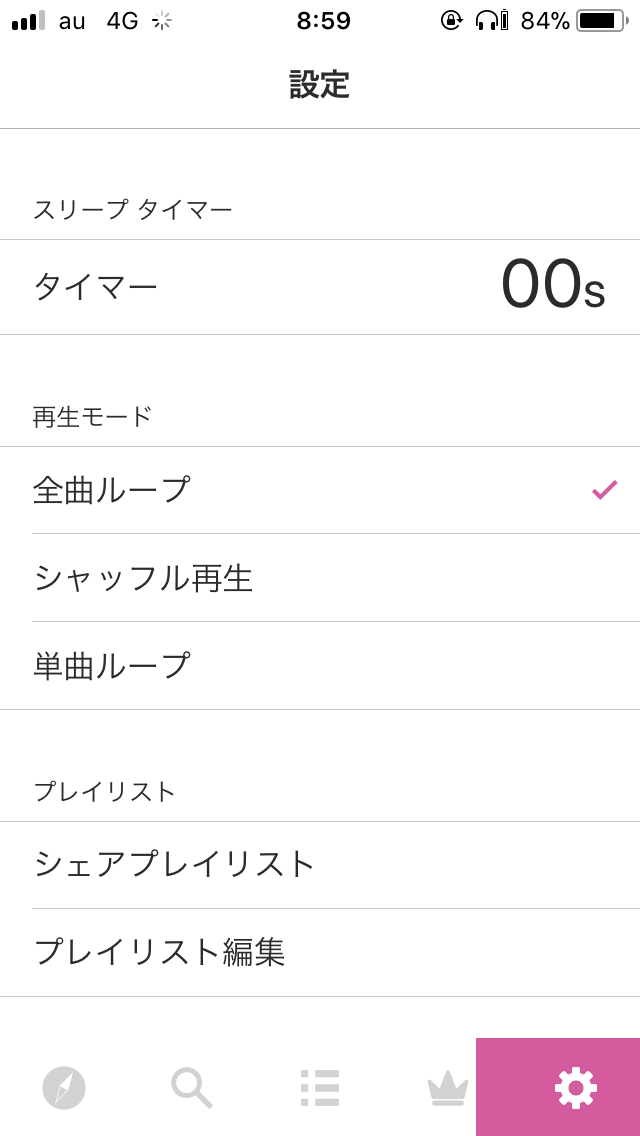 au 4G 8:59 84%
設定
スリープ タイマー
タイマー 00s
再生モード
全曲ループ
シャッフル再生
単曲ループ
プレイリスト
シェアプレイリスト
プレイリスト編集